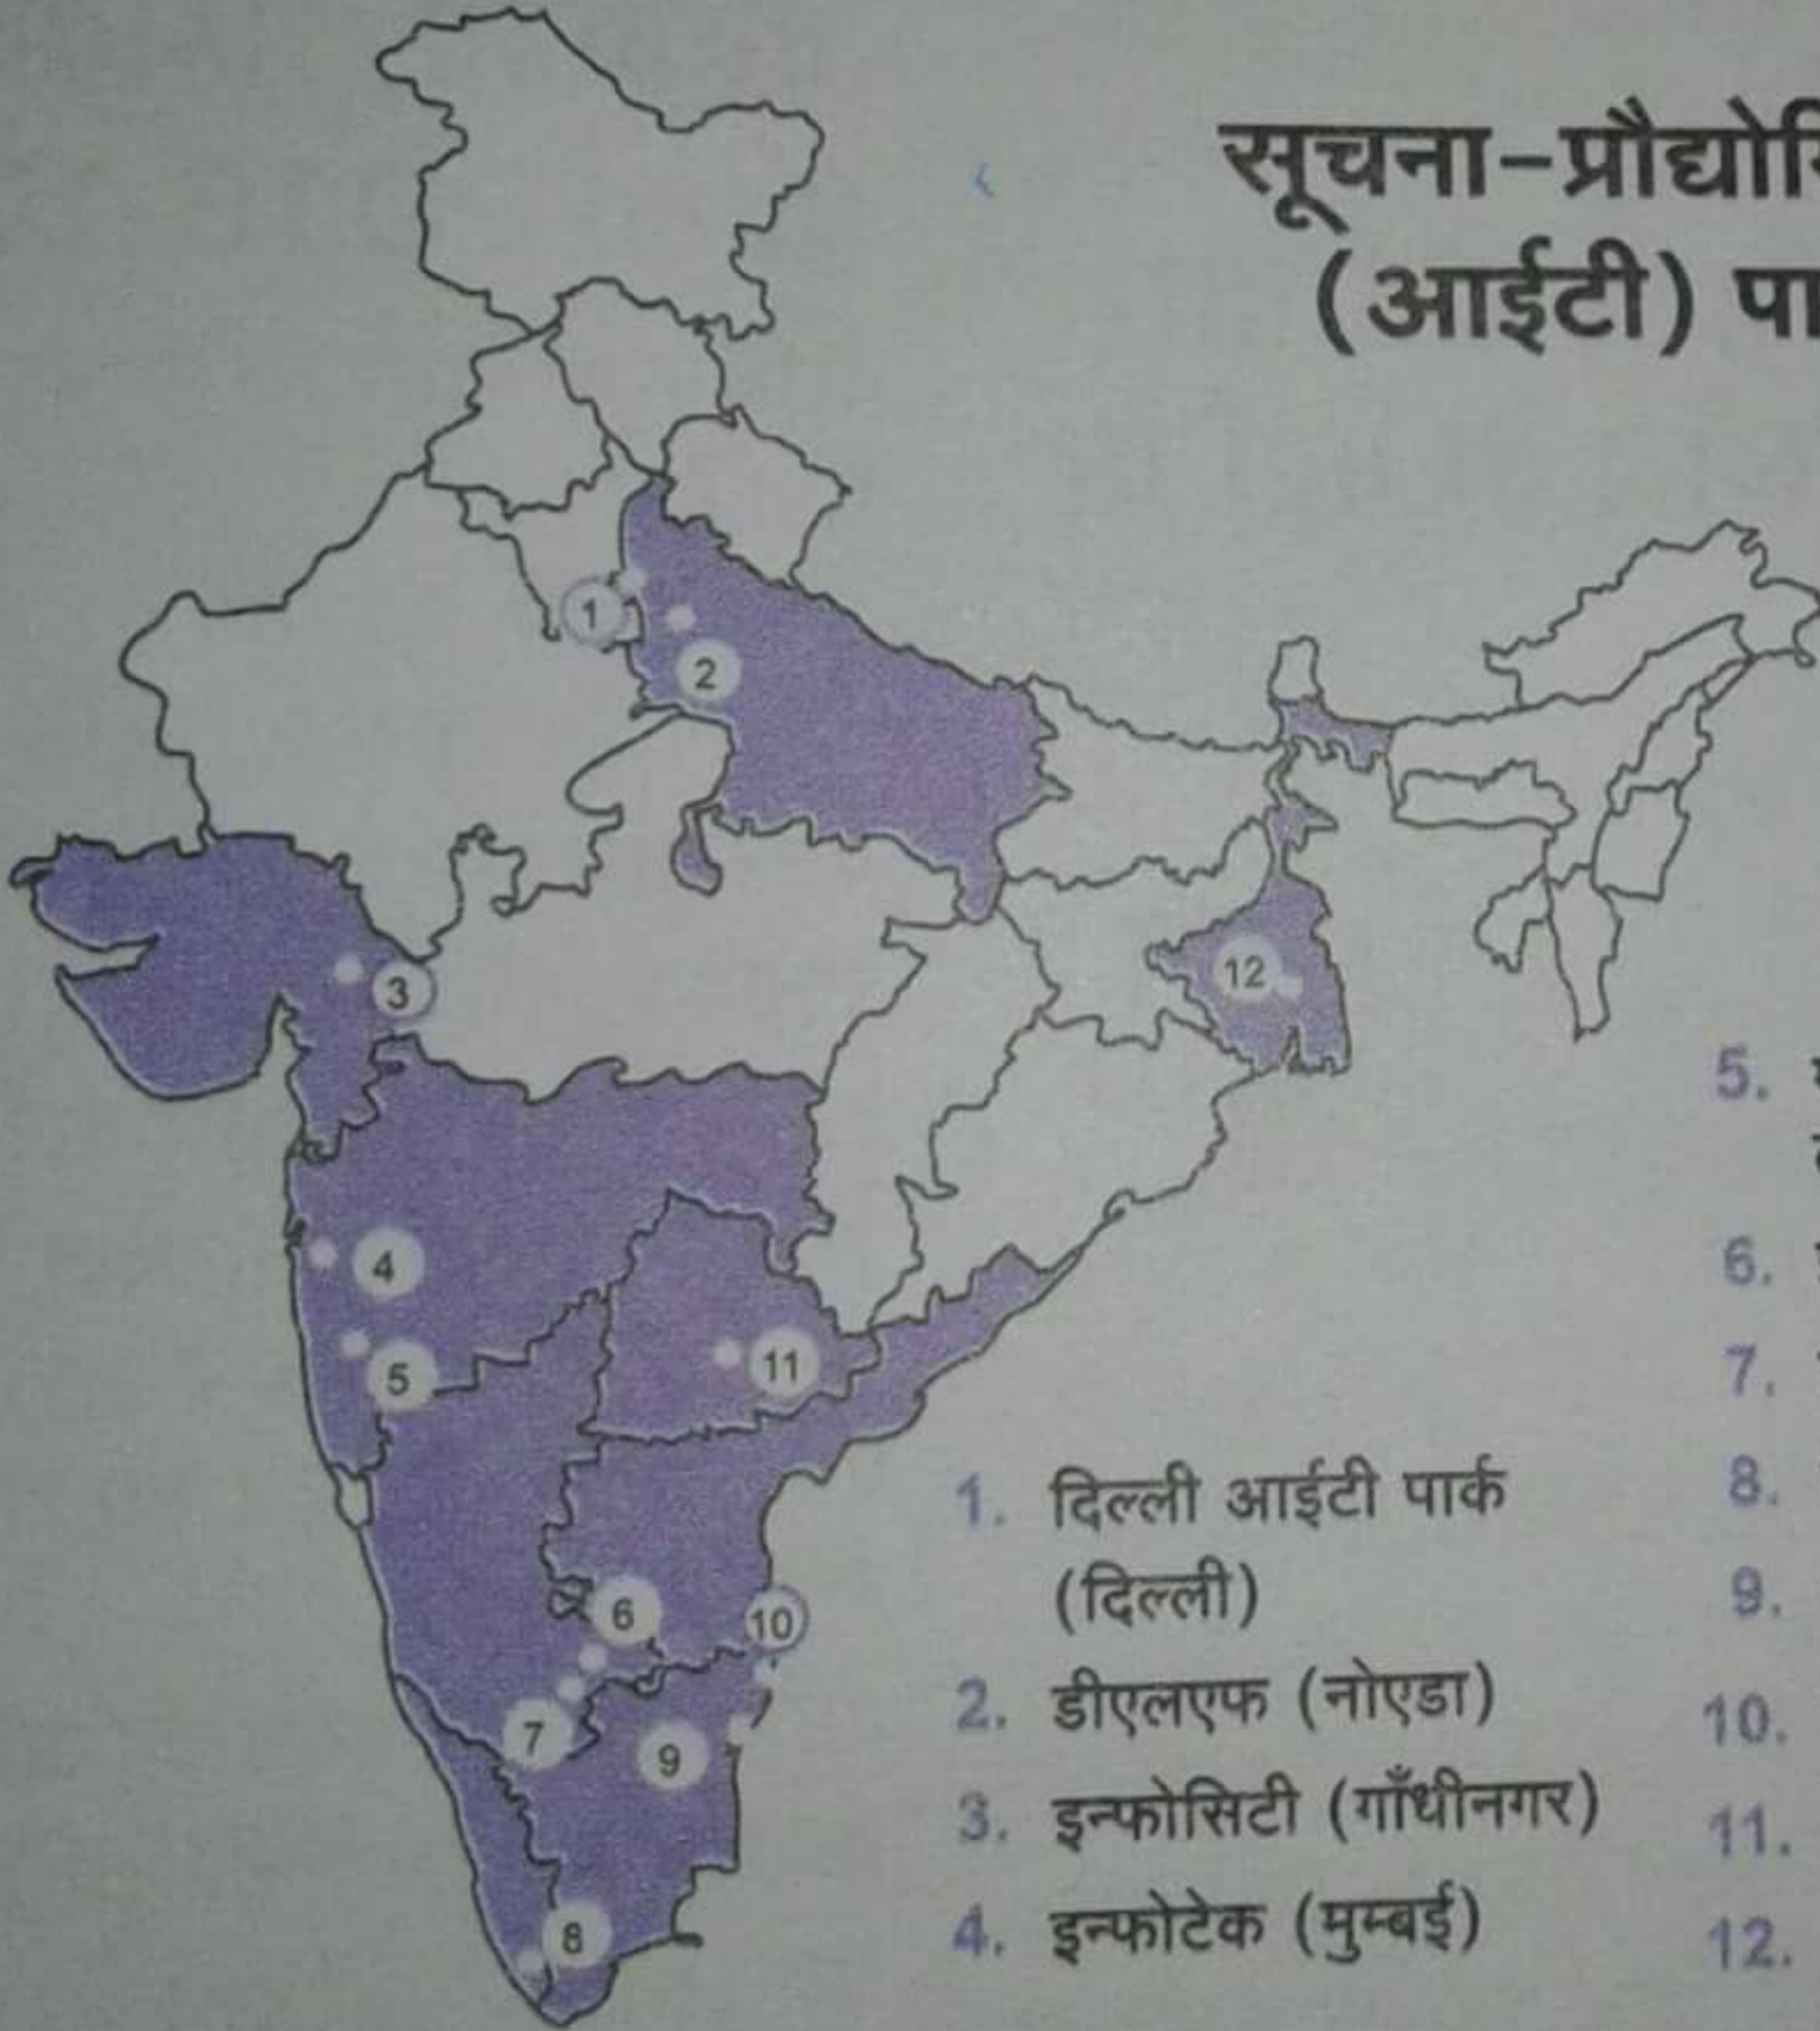 सूचना-प्रौद्योगि
(आईटी) पा
1
2
3
12
4
5
11
6
10
7
9
8
1. दिल्ली आईटी पार्क
(दिल्ली)
2. डीएलएफ (नोएडा)
3. इन्फोसिटी (गाँधीनगर)
4. इन्फोटेक (मुम्बई)
5.
6.
7.
8.
9.
10.
11.
12.